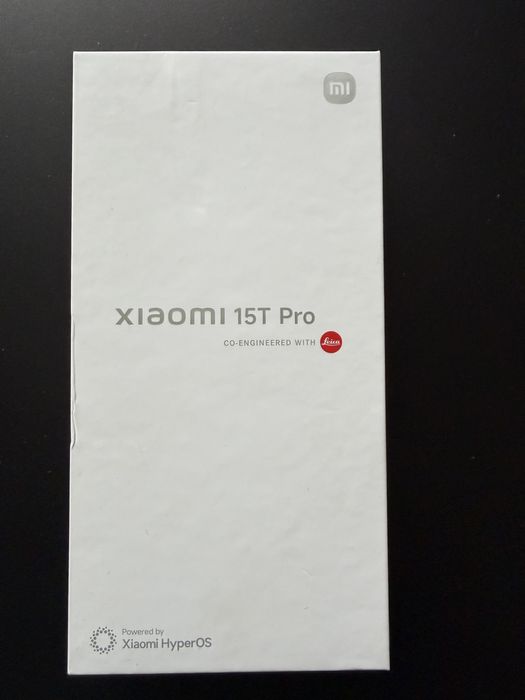 mi
xiaomi 15T Pro
CO-ENGINEERED WITH Leica
Powered by
Xiaomi HyperOS